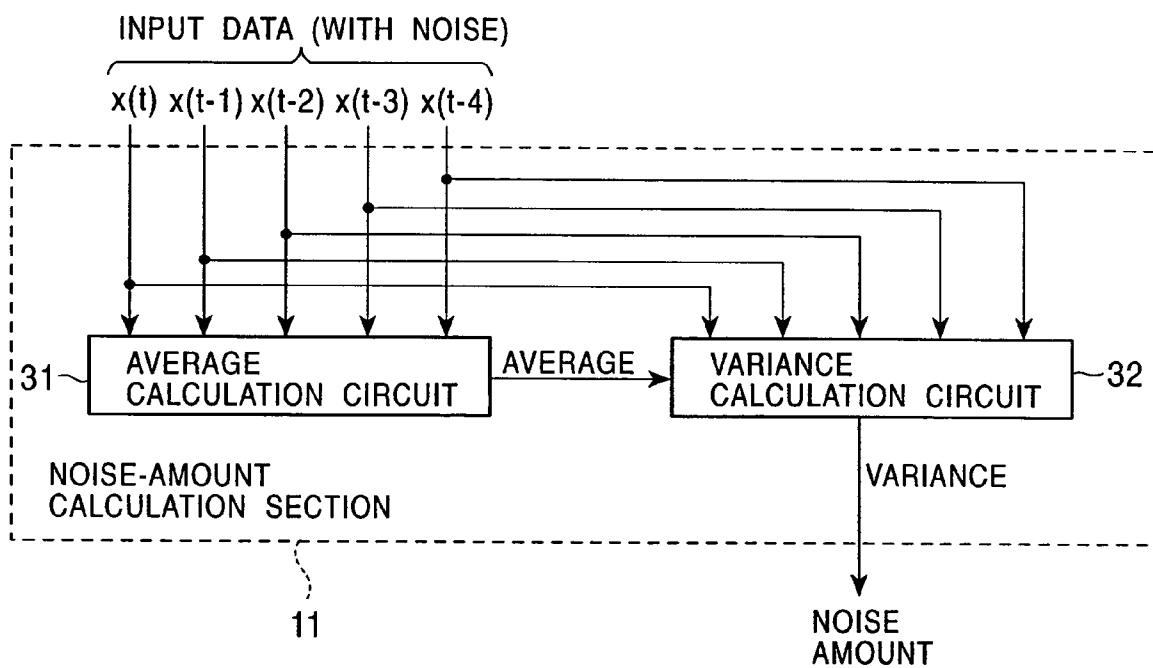 INPUT DATA (WITH NOISE)
x(t) x(t-1) x(t-2) x(t-3) x(t-4)
31
AVERAGE
CALCULATION CIRCUIT
AVERAGE
VARIANCE
CALCULATION CIRCUIT
32
NOISE-AMOUNT
CALCULATION SECTION
VARIANCE
11
NOISE
AMOUNT